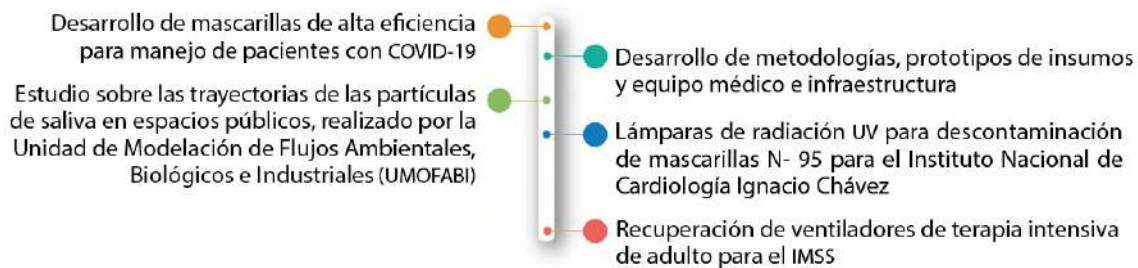 Desarrollo de mascarillas de alta eficiencia
para manejo de pacientes con COVID-19
Desarrollo de metodologías, prototipos de insumos
y equipo médico e infraestructura
Estudio sobre las trayectorias de las partículas
de saliva en espacios públicos, realizado por la
Unidad de Modelación de Flujos Ambientales,
Biológicos e Industriales (UMOFABI)
Lámparas de radiación UV para descontaminación
de mascarillas N- 95 para el Instituto Nacional de
Cardiología Ignacio Chávez
Recuperación de ventiladores de terapia intensiva
de adulto para el IMSS